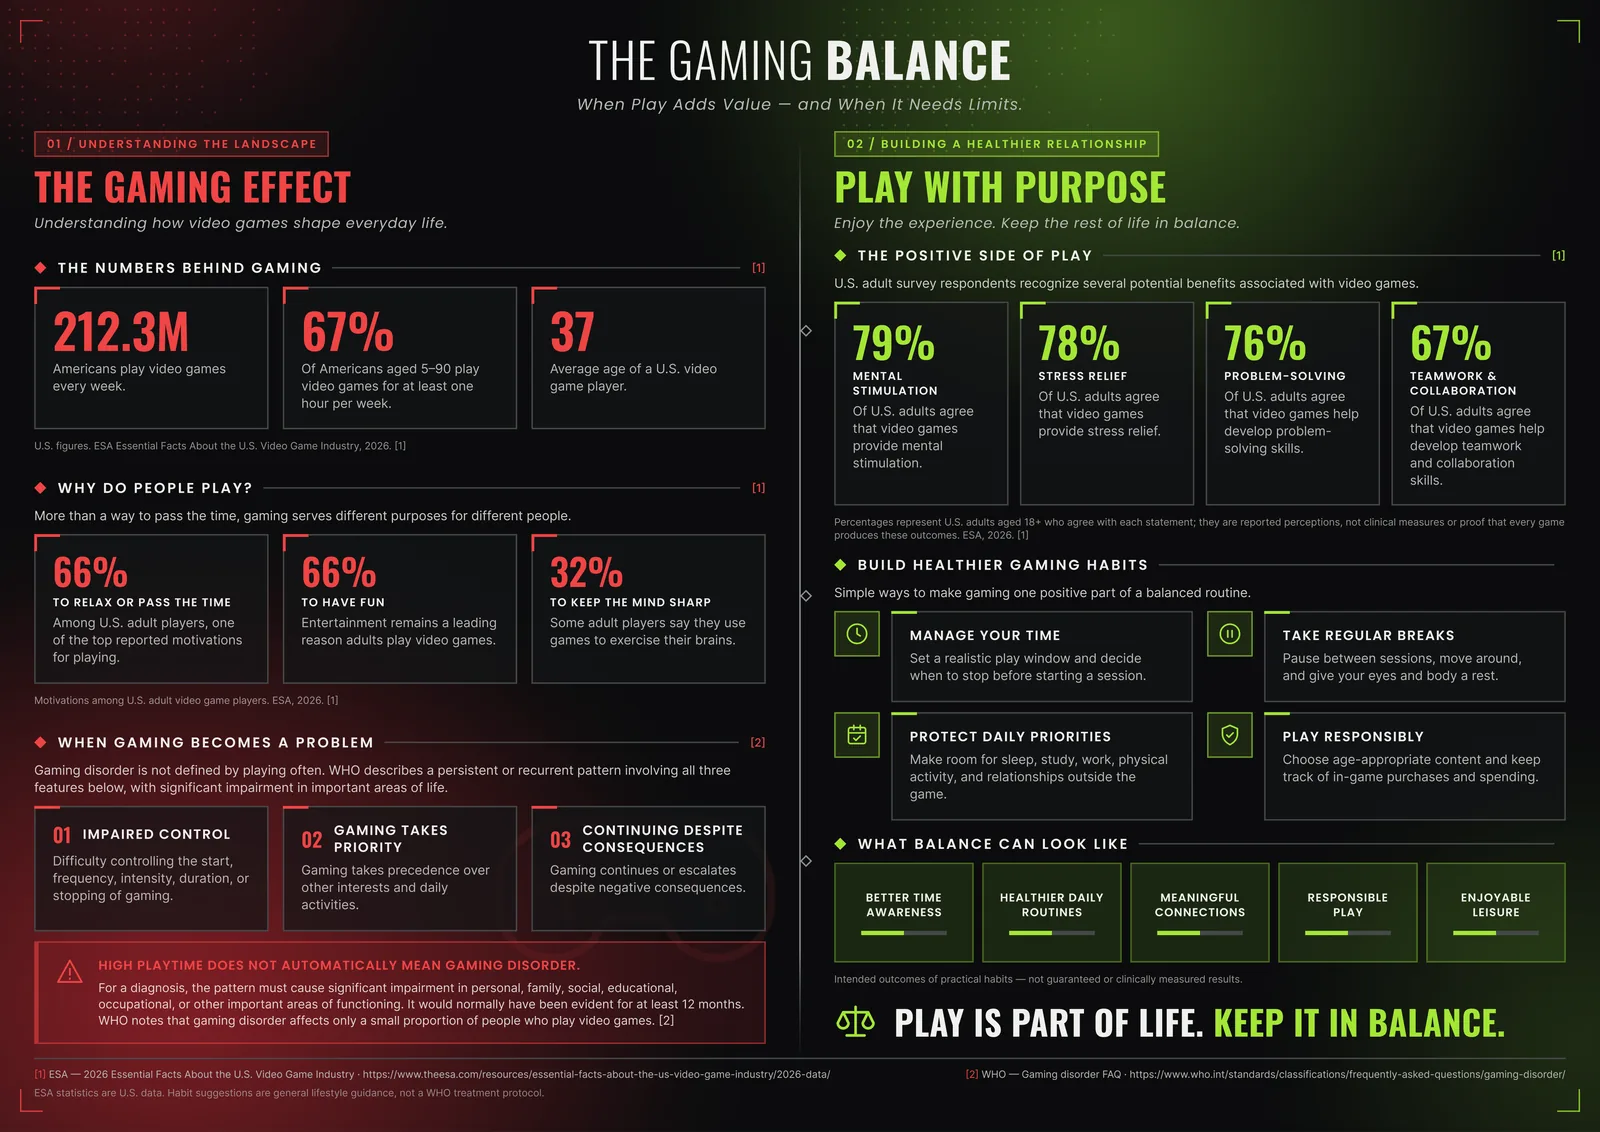 THE GAMING BALANCE
When Play Adds Value — and When It Needs Limits.
01 / UNDERSTANDING THE LANDSCAPE
THE GAMING EFFECT
Understanding how video games shape everyday life.
THE NUMBERS BEHIND GAMING
[1]
212.3M
Americans play video games
every week.
67%
Of Americans aged 5–90 play
video games for at least one
hour per week.
37
Average age of a U.S. video
game player.
U.S. figures. ESA Essential Facts About the U.S. Video Game Industry, 2026. [1]
WHY DO PEOPLE PLAY?
[1]
More than a way to pass the time, gaming serves different purposes for different people.
66%
TO RELAX OR PASS THE TIME
Among U.S. adult players, one
of the top reported motivations
for playing.
66%
TO HAVE FUN
Entertainment remains a leading
reason adults play video games.
32%
TO KEEP THE MIND SHARP
Some adult players say they use
games to exercise their brains.
Motivations among U.S. adult video game players. ESA, 2026. [1]
WHEN GAMING BECOMES A PROBLEM
[2]
Gaming disorder is not defined by playing often. WHO describes a persistent or recurrent pattern involving all three
features below, with significant impairment in important areas of life.
01 IMPAIRED CONTROL
Difficulty controlling the start,
frequency, intensity, duration, or
stopping of gaming.
02 GAMING TAKES
PRIORITY
Gaming takes precedence over
other interests and daily
activities.
03 CONTINUING DESPITE
CONSEQUENCES
Gaming continues or escalates
despite negative consequences.
HIGH PLAYTIME DOES NOT AUTOMATICALLY MEAN GAMING DISORDER.
For a diagnosis, the pattern must cause significant impairment in personal, family, social, educational,
occupational, or other important areas of functioning. It would normally have been evident for at least 12 months.
WHO notes that gaming disorder affects only a small proportion of people who play video games. [2]
02 / BUILDING A HEALTHIER RELATIONSHIP
PLAY WITH PURPOSE
Enjoy the experience. Keep the rest of life in balance.
THE POSITIVE SIDE OF PLAY
[1]
U.S. adult survey respondents recognize several potential benefits associated with video games.
79%
MENTAL
STIMULATION
Of U.S. adults agree
that video games
provide mental
stimulation.
78%
STRESS RELIEF
Of U.S. adults agree
that video games
provide stress relief.
76%
PROBLEM-SOLVING
Of U.S. adults agree
that video games help
develop problem-
solving skills.
67%
TEAMWORK &
COLLABORATION
Of U.S. adults agree
that video games help
develop teamwork
and collaboration
skills.
Percentages represent U.S. adults aged 18+ who agree with each statement; they are reported perceptions, not clinical measures or proof that every game
produces these outcomes. ESA, 2026. [1]
BUILD HEALTHIER GAMING HABITS
Simple ways to make gaming one positive part of a balanced routine.
MANAGE YOUR TIME
Set a realistic play window and decide
when to stop before starting a session.
TAKE REGULAR BREAKS
Pause between sessions, move around,
and give your eyes and body a rest.
PROTECT DAILY PRIORITIES
Make room for sleep, study, work, physical
activity, and relationships outside the
game.
PLAY RESPONSIBLY
Choose age-appropriate content and keep
track of in-game purchases and spending.
WHAT BALANCE CAN LOOK LIKE
BETTER TIME
AWARENESS
HEALTHIER DAILY
ROUTINES
MEANINGFUL
CONNECTIONS
RESPONSIBLE
PLAY
ENJOYABLE
LEISURE
Intended outcomes of practical habits — not guaranteed or clinically measured results.
PLAY IS PART OF LIFE. KEEP IT IN BALANCE.
[1] ESA — 2026 Essential Facts About the U.S. Video Game Industry · https://www.theesa.com/resources/essential-facts-about-the-us-video-game-industry/2026-data/
[2] WHO — Gaming disorder FAQ · https://www.who.int/standards/classifications/frequently-asked-questions/gaming-disorder/
ESA statistics are U.S. data. Habit suggestions are general lifestyle guidance, not a WHO treatment protocol.